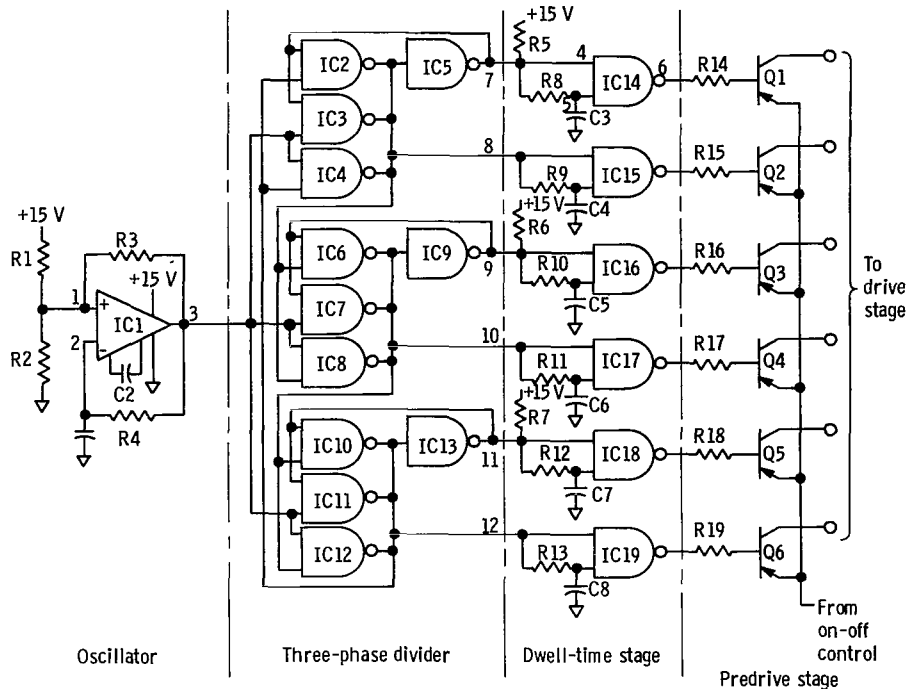 +15 V
R5
4
6
R14
IC2
IC5
7
R8
IC14
Q1
5
C3
IC3
8
R15
IC4
IC15
Q2
R9
+15 V
C4
R6
+15 V
R3
R1
IC6
IC9
9
R16
IC16
Q3
R10
To
drive
stage
+15 V
C5
1
+
IC1
3
IC7
2
-
R2
10
R17
IC8
IC17
Q4
R11
C2
+15V
C6
R4
R7
R18
IC10
IC13
11
IC18
Q5
R12
C7
IC11
12
R19
IC12
R13
IC19
Q6
C8
From
on-off
control
Oscillator
Three-phase divider
Dwell-time stage
Predrive stage